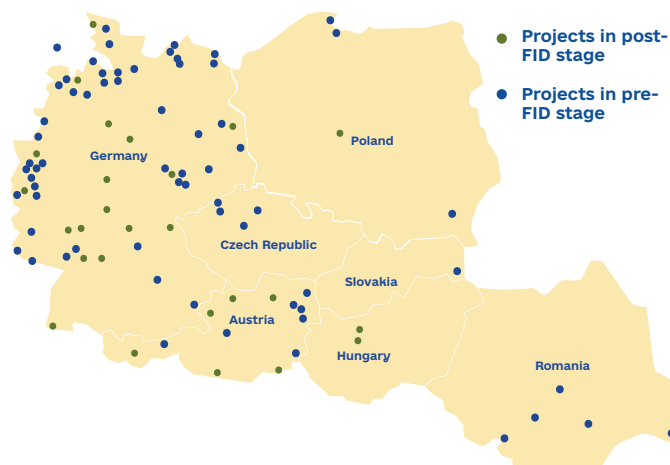 Projects in post-
FID stage
Projects in pre-
FID stage
Poland
Germany
Czech Republic
Slovakia
Austria
Hungary
Romania